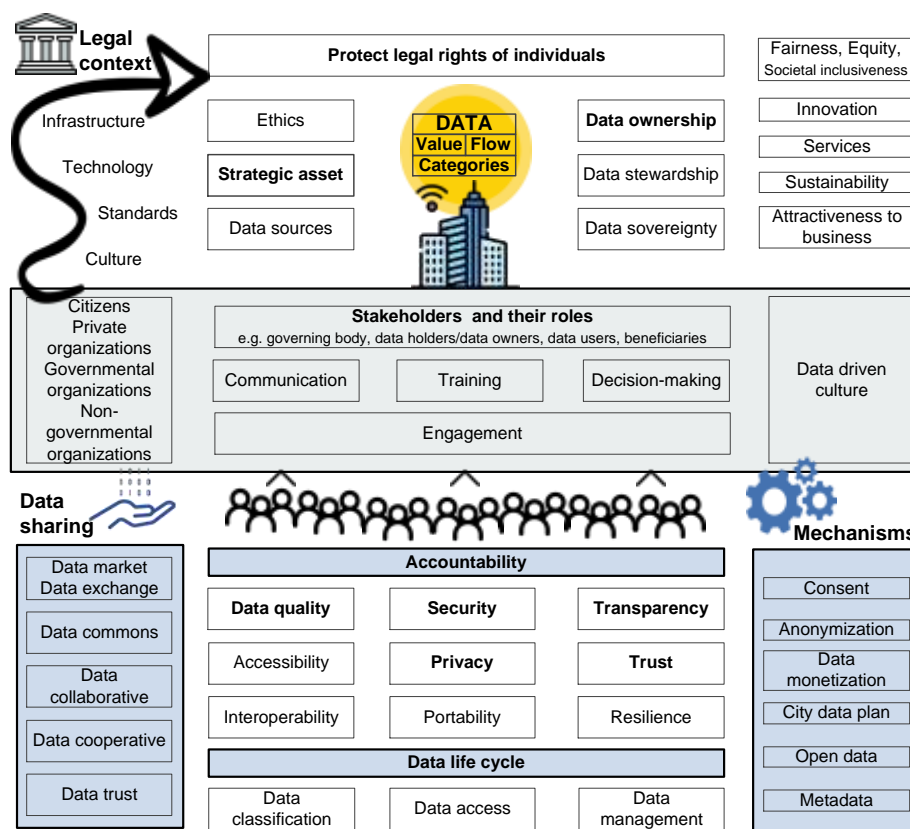 Legal
context
Protect legal rights of individuals
Fairness, Equity,
Societal inclusiveness
Infrastructure
Technology
Standards
Culture
Ethics
Strategic asset
Data sources
DATA
Value Flow
Categories
Data ownership
Data stewardship
Data sovereignty
Innovation
Services
Sustainability
Attractiveness to
business
Citizens
Private
organizations
Governmental
organizations
Non-
governmental
organizations
Stakeholders and their roles
e.g. governing body, data holders/data owners, data users, beneficiaries
Communication
Training
Decision-making
Engagement
Data driven
culture
Data
sharing
Data market
Data exchange
Data commons
Data
collaborative
Data cooperative
Data trust
Accountability
Data quality
Security
Transparency
Accessibility
Privacy
Trust
Interoperability
Portability
Resilience
Data life cycle
Data
classification
Data access
Data
management
Mechanisms
Consent
Anonymization
Data
monetization
City data plan
Open data
Metadata